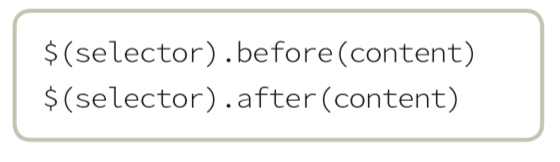 $(selector).before(content)
$(selector).after(content)